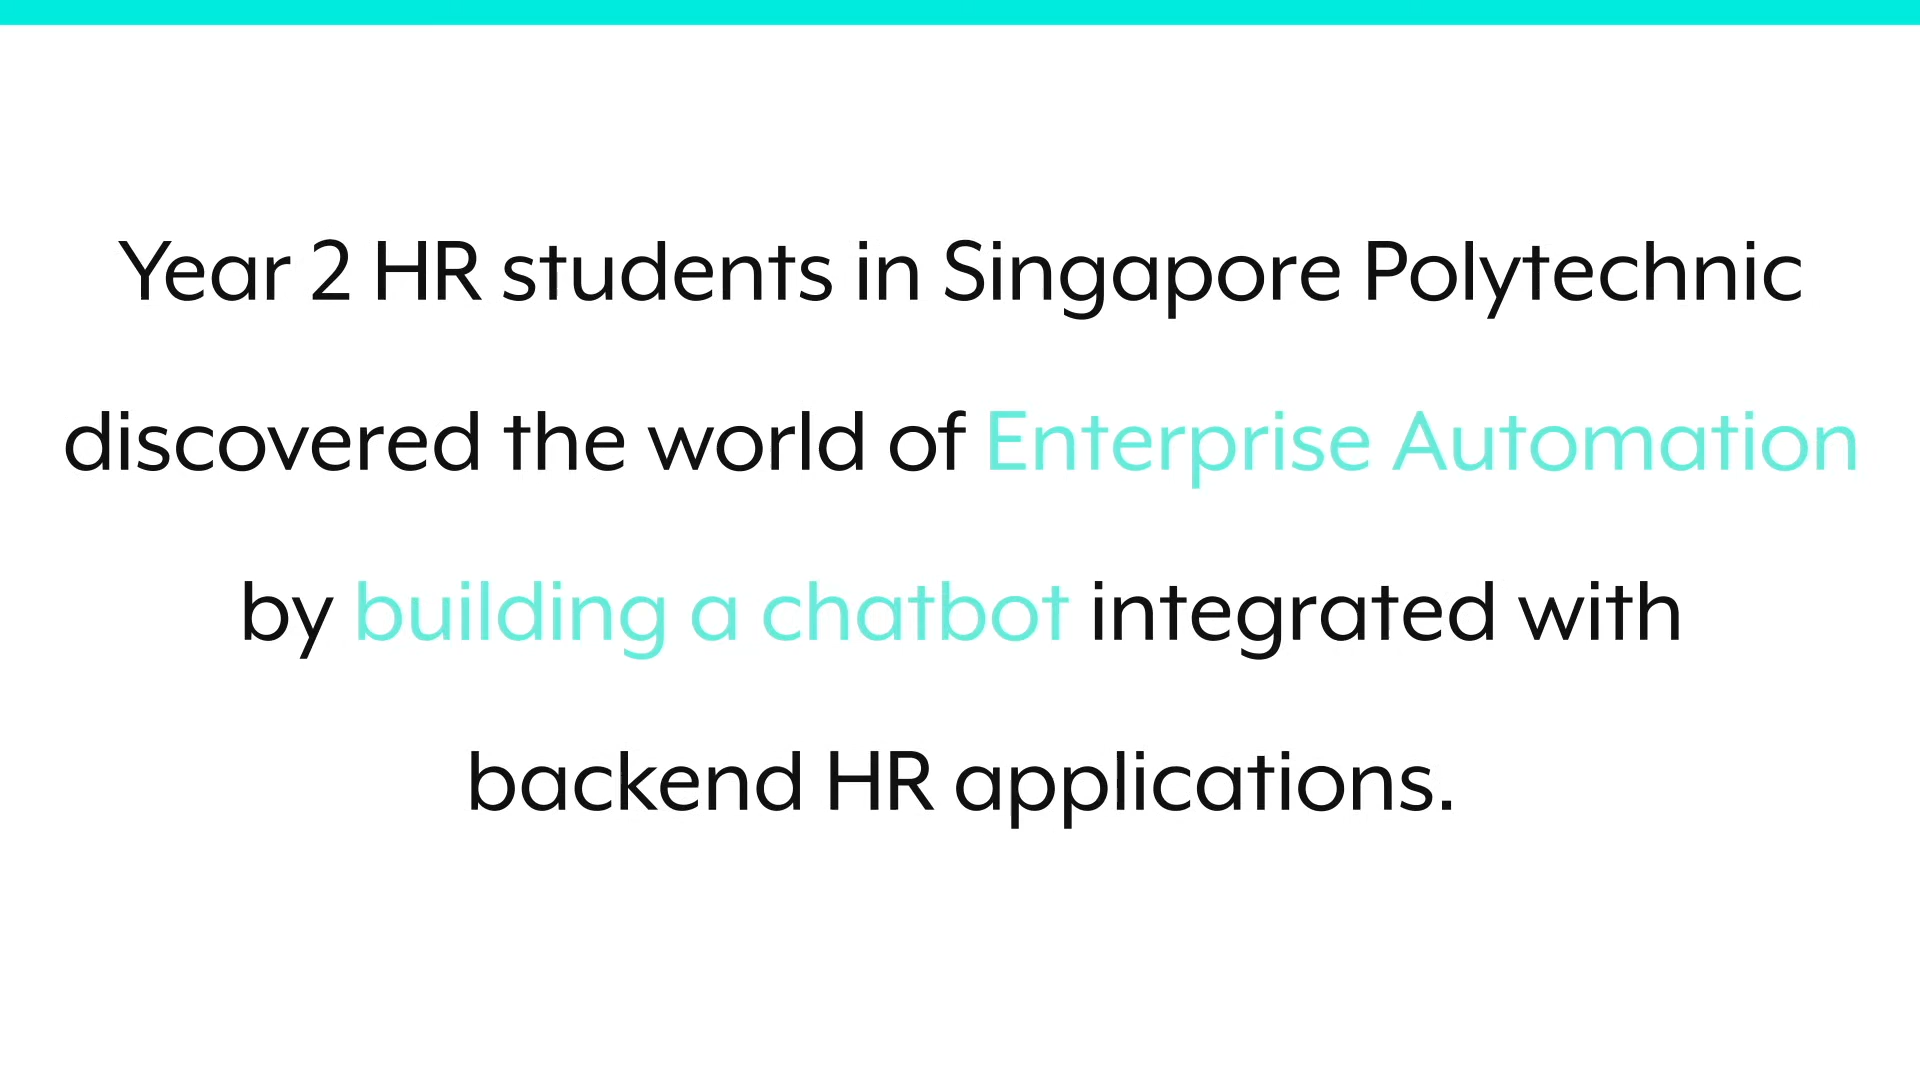 Year 2 HR students in Singapore Polytechnic
discovered the world of Enterprise Automation
by building a chatbot integrated with
backend HR applications.